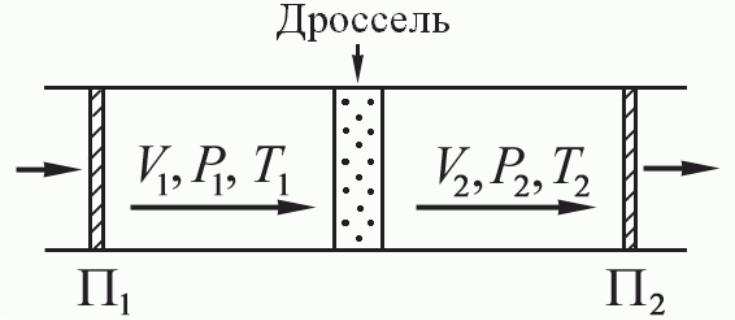 Дроссель
V₁, P₁, T₁
V₂, P₂, T₂
П₁
П₂